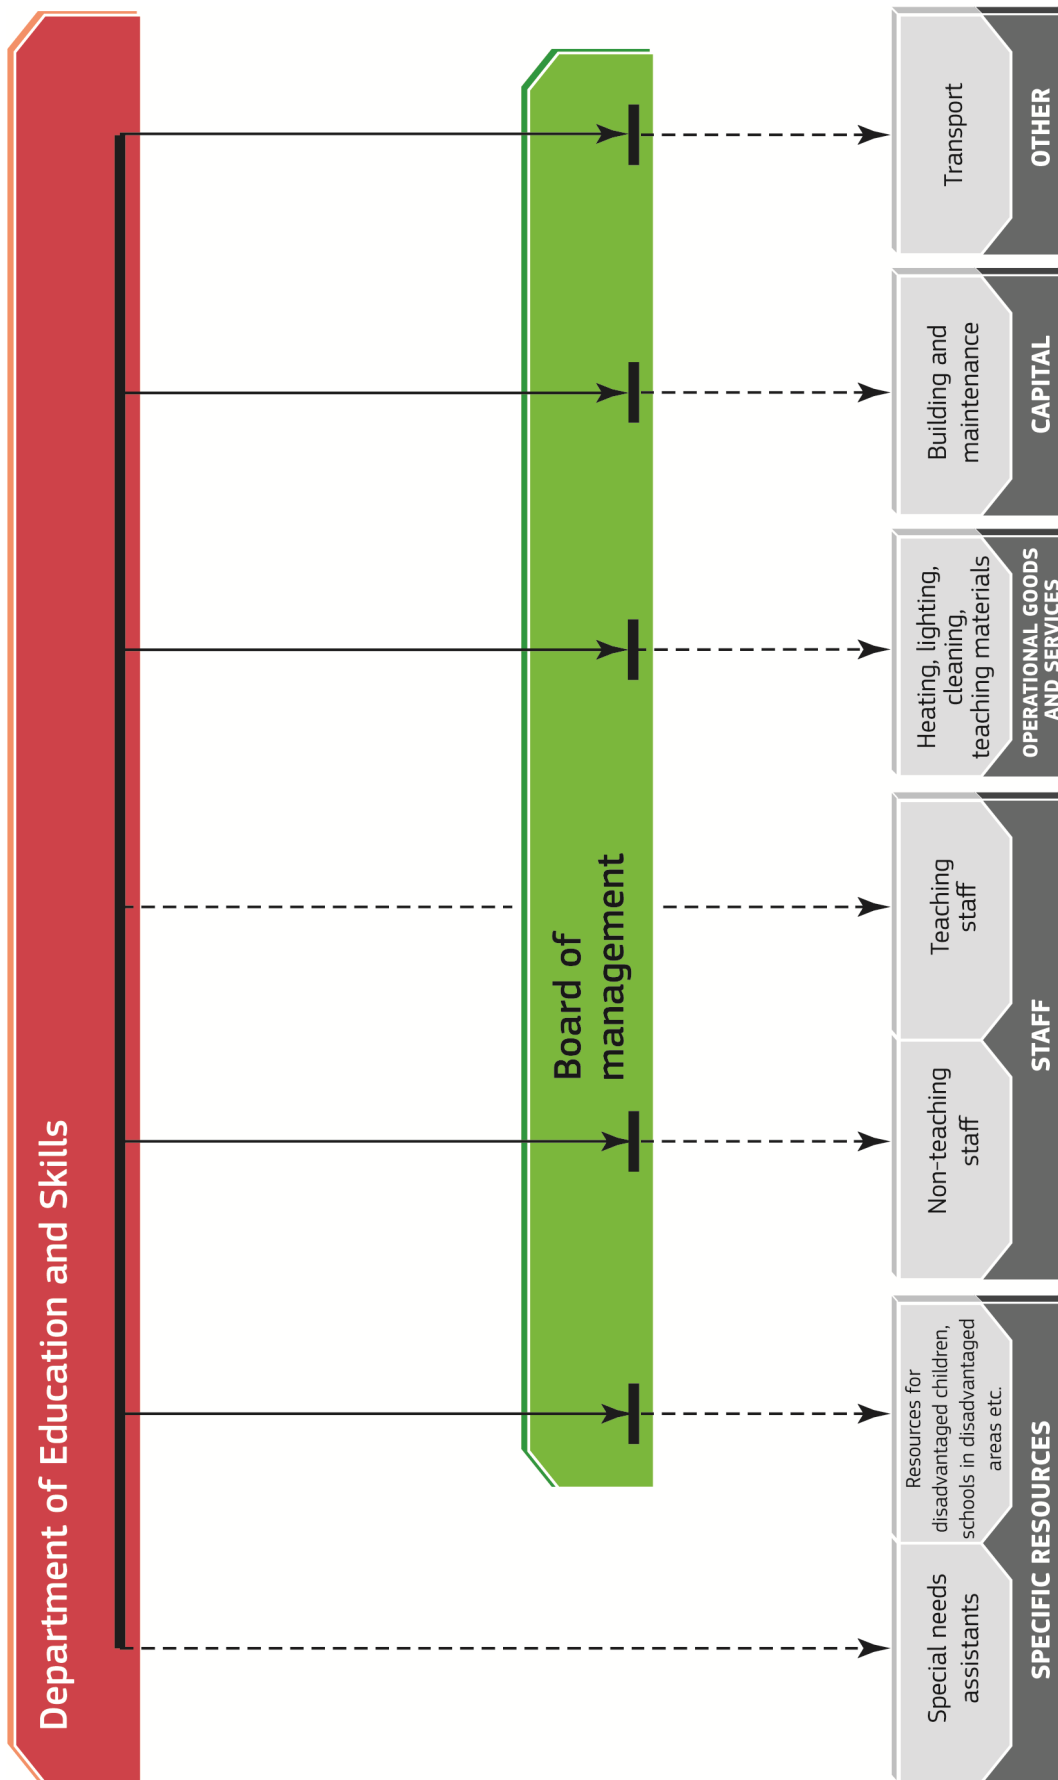 Department of Education and Skills
Board of
management
Special needs
assistants
Resources for
disadvantaged children,
schools in disadvantaged
areas etc.
Non-teaching
staff
Teaching
staff
Heating, lighting,
cleaning,
teaching materials
Building and
maintenance
Transport
SPECIFIC RESOURCES
STAFF
OPERATIONAL GOODS
AND SERVICES
CAPITAL
OTHER